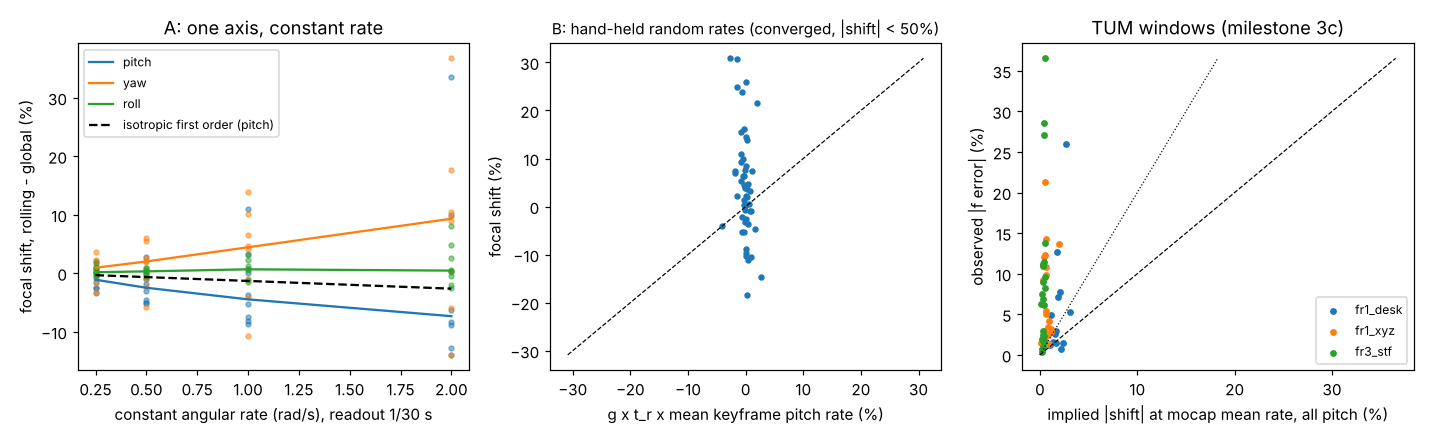 A: one axis, constant rate
pitch
yaw
roll
isotropic first order (pitch)
focal shift, rolling - global (%)
30
20
10
0
−10
0.25 0.50 0.75 1.00 1.25 1.50 1.75 2.00
constant angular rate (rad/s), readout 1/30 s
B: hand-held random rates (converged, |shift| < 50%)
focal shift (%)
30
20
10
0
−10
−20
−30
−30 −20 −10 0 10 20 30
g x t_r x mean keyframe pitch rate (%)
TUM windows (milestone 3c)
observed |f error| (%)
35
30
25
20
15
10
5
0
fr1_desk
fr1_xyz
fr3_stf
0 10 20 30
implied |shift| at mocap mean rate, all pitch (%)